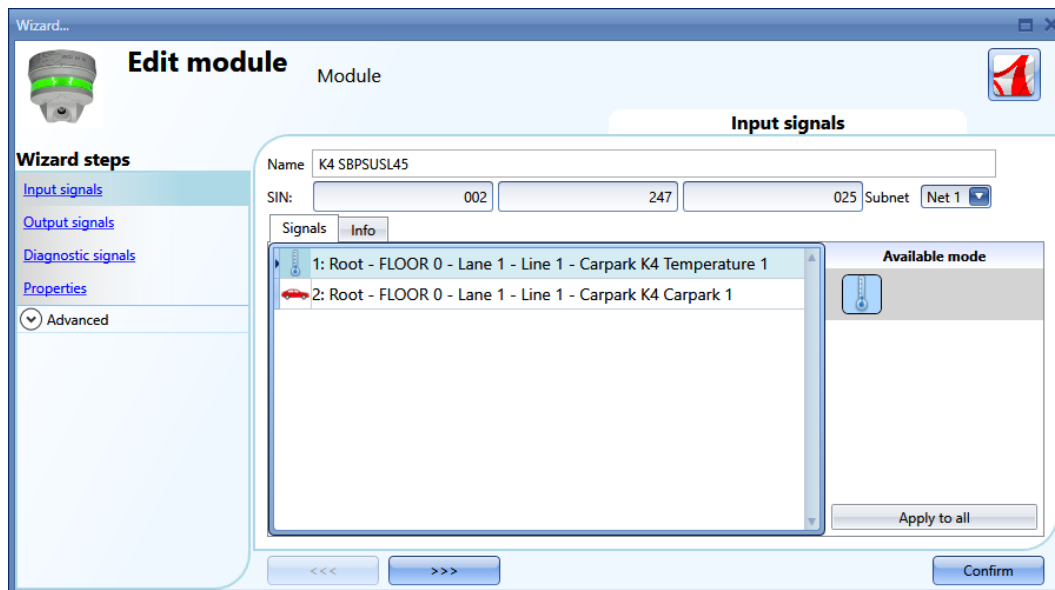 Wizard...
Edit module
Module
Input signals
Wizard steps
Input signals
Output signals
Diagnostic signals
Properties
Advanced
Name K4 SBPSUSL45
SIN: 002 247 025 Subnet Net 1
Signals Info
1: Root - FLOOR 0 - Lane 1 - Line 1 - Carpark K4 Temperature 1
2: Root - FLOOR 0 - Lane 1 - Line 1 - Carpark K4 Carpark 1
Available mode
Apply to all
<<< >>> Confirm